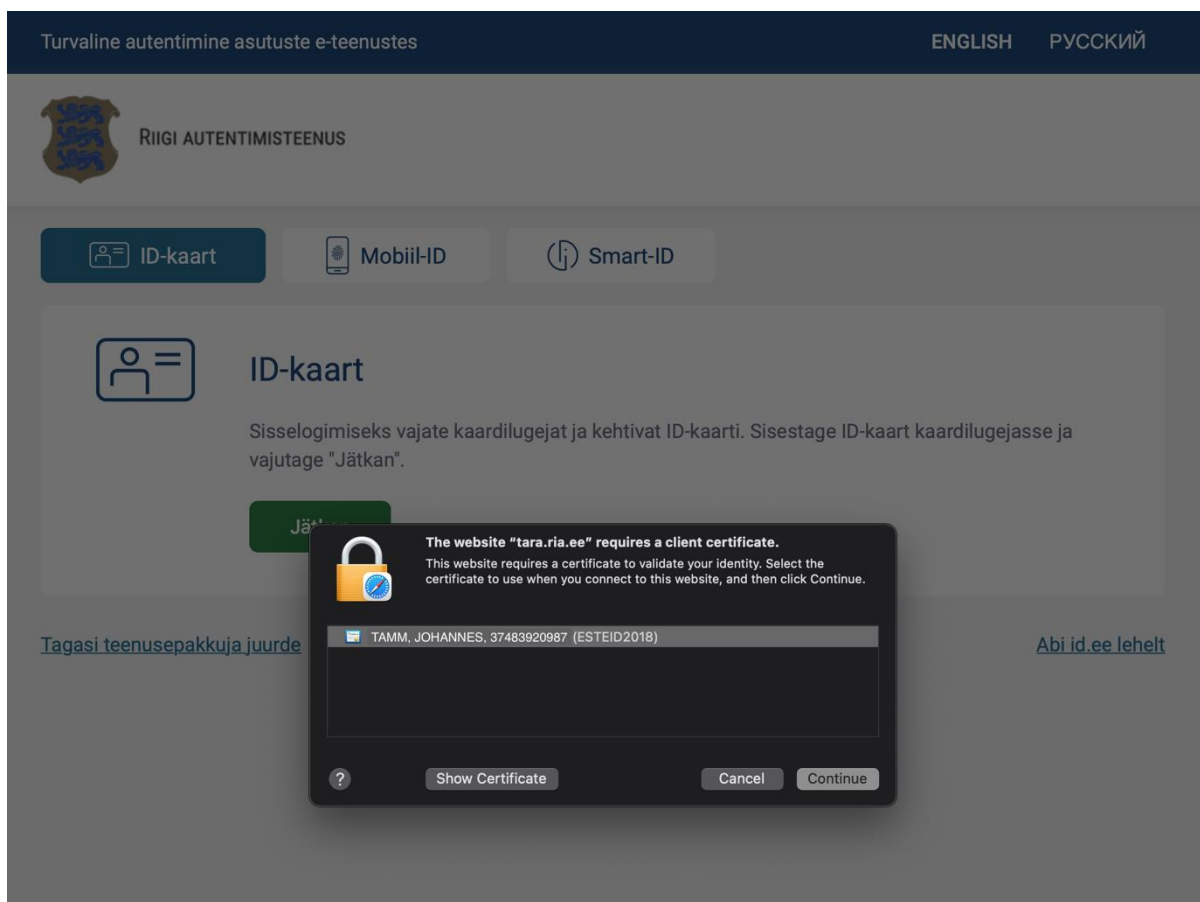 Turvaline autentimine asutuste e-teenustes
ENGLISH
РУССКИЙ
RIIGI AUTENTIMISTEENUS
ID-kaart
Mobiil-ID
Smart-ID
ID-kaart
Sisselogimiseks vajate kaardilugejat ja kehtivat ID-kaarti. Sisestage ID-kaart kaardilugejasse ja
vajutage "Jätkan".
The website “tara.ria.ee” requires a client certificate.
This website requires a certificate to validate your identity. Select the
certificate to use when you connect to this website, and then click Continue.
TAMM, JOHANNES, 37483920987 (ESTEID2018)
?
Show Certificate
Cancel
Continue
Tagasi teenusepakkuja juurde
Abi id.ee lehelt